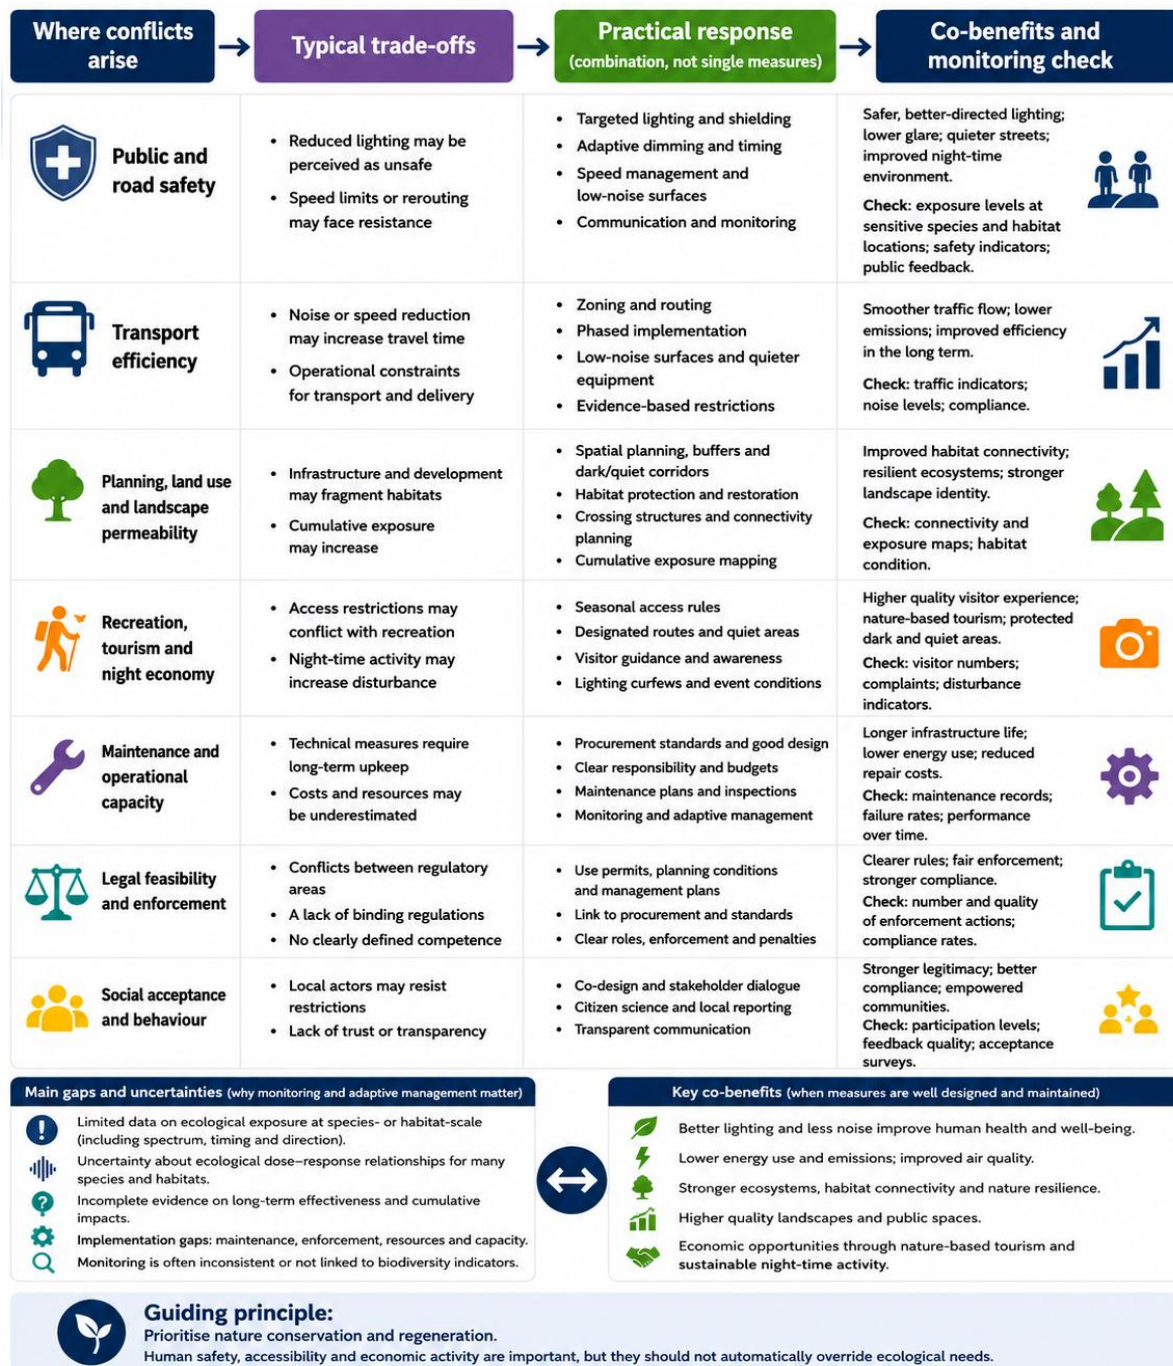 Where conflicts
arise
Typical trade-offs
Practical response
(combination, not single measures)
Co-benefits and
monitoring check
Public and
road safety
• Reduced lighting may be
perceived as unsafe
• Speed limits or rerouting
may face resistance
• Targeted lighting and shielding
• Adaptive dimming and timing
• Speed management and
low-noise surfaces
• Communication and monitoring
Safer, better-directed lighting;
lower glare; quieter streets;
improved night-time
environment.
Check: exposure levels at
sensitive species and habitat
locations; safety indicators;
public feedback.
Transport
efficiency
• Noise or speed reduction
may increase travel time
• Operational constraints
for transport and delivery
• Zoning and routing
• Phased implementation
• Low-noise surfaces and quieter
equipment
• Evidence-based restrictions
Smoother traffic flow; lower
emissions; improved efficiency
in the long term.
Check: traffic indicators;
noise levels; compliance.
Planning, land use
and landscape
permeability
• Infrastructure and development
may fragment habitats
• Cumulative exposure
may increase
• Spatial planning, buffers and
dark/quiet corridors
• Habitat protection and restoration
• Crossing structures and connectivity
planning
• Cumulative exposure mapping
Improved habitat connectivity;
resilient ecosystems; stronger
landscape identity.
Check: connectivity and
exposure maps; habitat
condition.
Recreation,
tourism and
night economy
• Access restrictions may
conflict with recreation
• Night-time activity may
increase disturbance
• Seasonal access rules
• Designated routes and quiet areas
• Visitor guidance and awareness
• Lighting curfews and event conditions
Higher quality visitor experience;
nature-based tourism; protected
dark and quiet areas.
Check: visitor numbers;
complaints; disturbance
indicators.
Maintenance and
operational
capacity
• Technical measures require
long-term upkeep
• Costs and resources may
be underestimated
• Procurement standards and good design
• Clear responsibility and budgets
• Maintenance plans and inspections
• Monitoring and adaptive management
Longer infrastructure life;
lower energy use; reduced
repair costs.
Check: maintenance records;
failure rates; performance
over time.
Legal feasibility
and enforcement
• Conflicts between regulatory
areas
• A lack of binding regulations
• No clearly defined competence
• Use permits, planning conditions
and management plans
• Link to procurement and standards
• Clear roles, enforcement and penalties
Clearer rules; fair enforcement;
stronger compliance.
Check: number and quality
of enforcement actions;
compliance rates.
Social acceptance
and behaviour
• Local actors may resist
restrictions
• Lack of trust or transparency
• Co-design and stakeholder dialogue
• Citizen science and local reporting
• Transparent communication
Stronger legitimacy; better
compliance; empowered
communities.
Check: participation levels;
feedback quality; acceptance
surveys.
Main gaps and uncertainties (why monitoring and adaptive management matter)
Limited data on ecological exposure at species- or habitat-scale
(including spectrum, timing and direction).
Uncertainty about ecological dose–response relationships for many
species and habitats.
Incomplete evidence on long-term effectiveness and cumulative
impacts.
Implementation gaps: maintenance, enforcement, resources and capacity.
Monitoring is often inconsistent or not linked to biodiversity indicators.
Key co-benefits (when measures are well designed and maintained)
Better lighting and less noise improve human health and well-being.
Lower energy use and emissions; improved air quality.
Stronger ecosystems, habitat connectivity and nature resilience.
Higher quality landscapes and public spaces.
Economic opportunities through nature-based tourism and
sustainable night-time activity.
Guiding principle:
Prioritise nature conservation and regeneration.
Human safety, accessibility and economic activity are important, but they should not automatically override ecological needs.